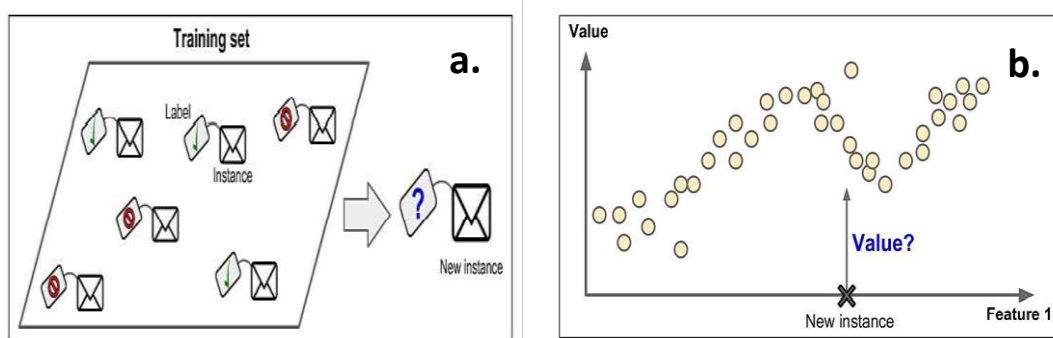 Training set
a.
Label
Instance
?
New instance
Value
b.
Value?
Feature 1
New instance